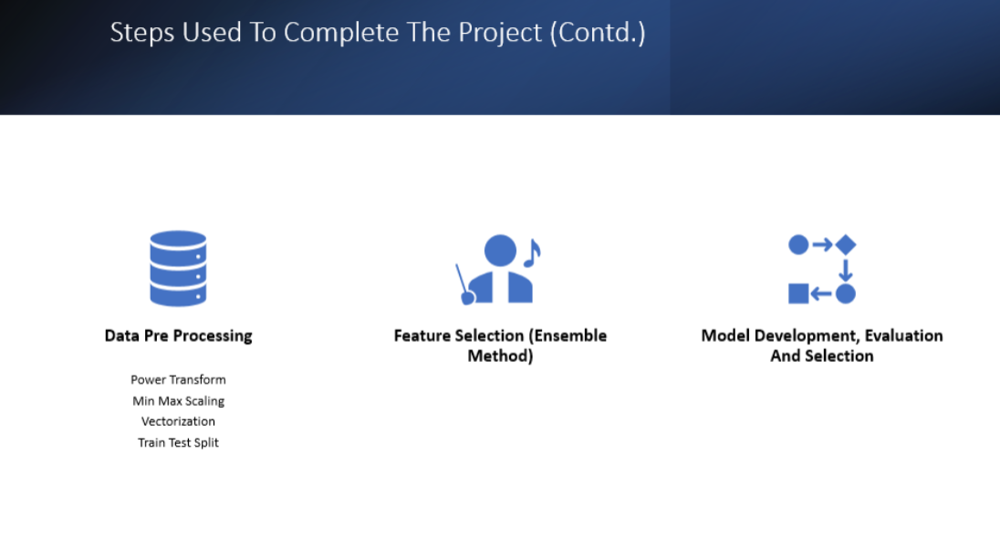 Steps Used To Complete The Project (Contd.)
Data Pre Processing
Power Transform
Min Max Scaling
Vectorization
Train Test Split
Feature Selection (Ensemble
Method)
Model Development, Evaluation
And Selection